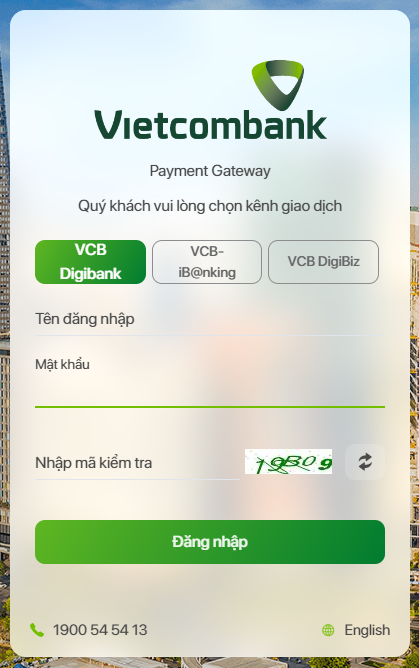 Vietcombank
Payment Gateway
Quý khách vui lòng chọn kênh giao dịch
VCB
Digibank
VCB-
iB@nking
VCB DigiBiz
Tên đăng nhập
Mật khẩu
Nhập mã kiểm tra
Đăng nhập
1900 54 54 13
English